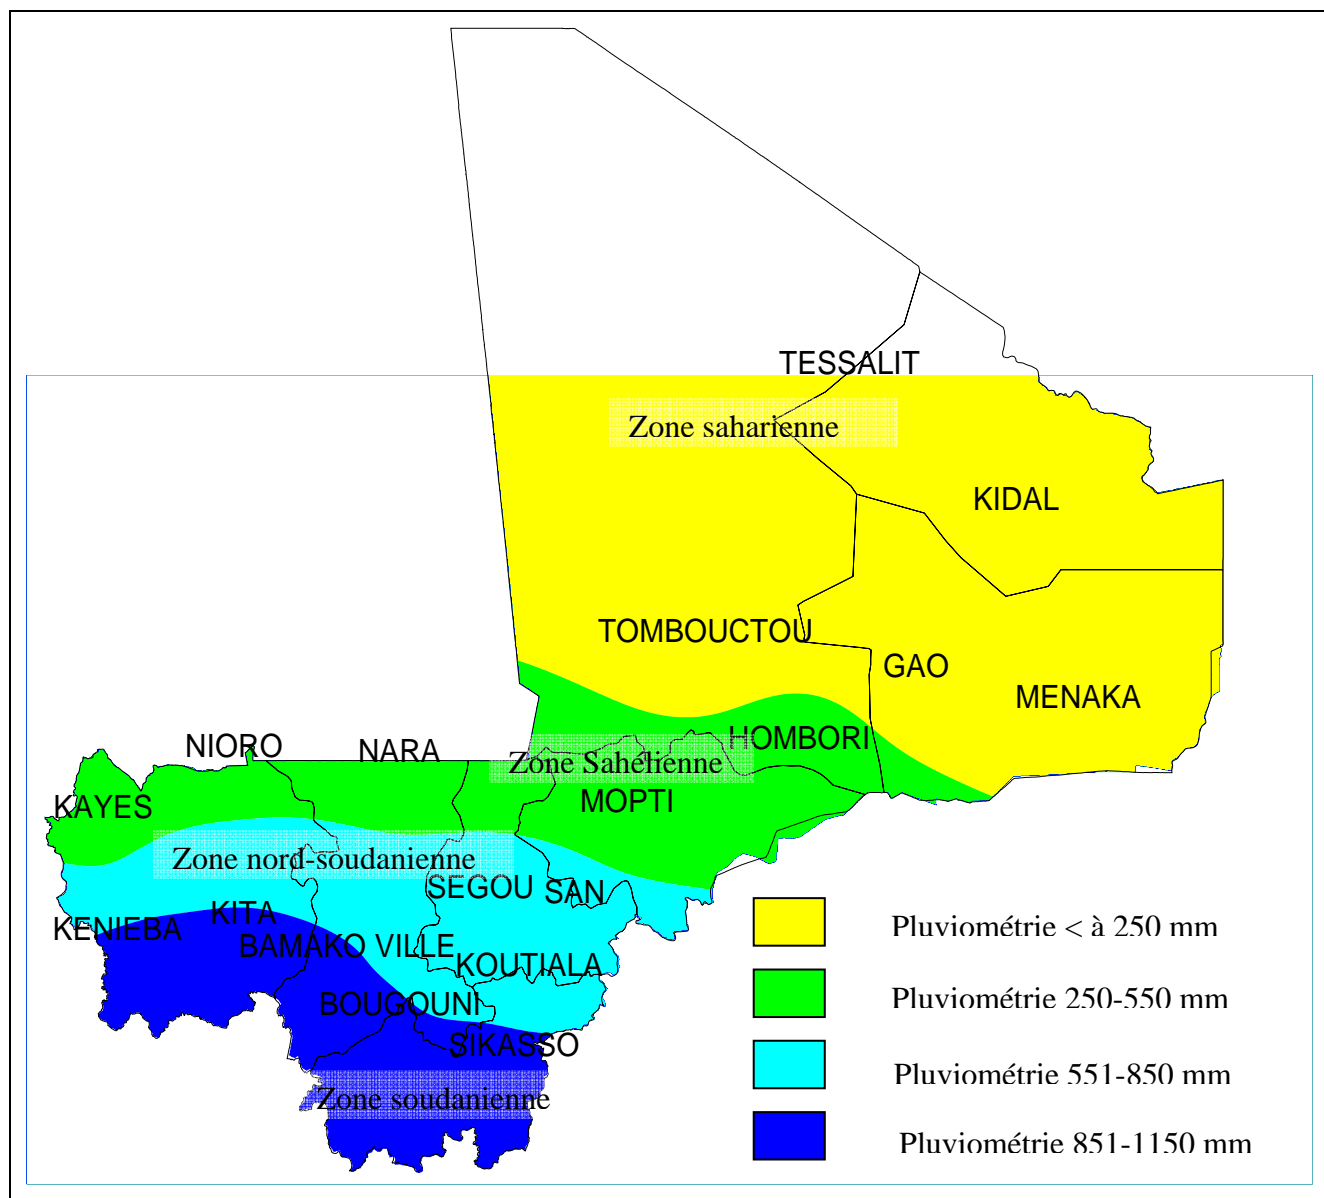 TESSALIT
Zone saharienne
KIDAL
TOMBOUCTOU
GAO
MENAKA
HOMBORI
NIORO
NARA
Zone Sahélienne
MOPTI
KAYES
Zone nord-soudanienne
SEGOU
SAN
KITA
KENIEBA
BAMAKO VILLE
KOUTIALA
BOUGOUNI
SIKASSO
Zone soudanienne
Pluviométrie < à 250 mm
Pluviométrie 250-550 mm
Pluviométrie 551-850 mm
Pluviométrie 851-1150 mm